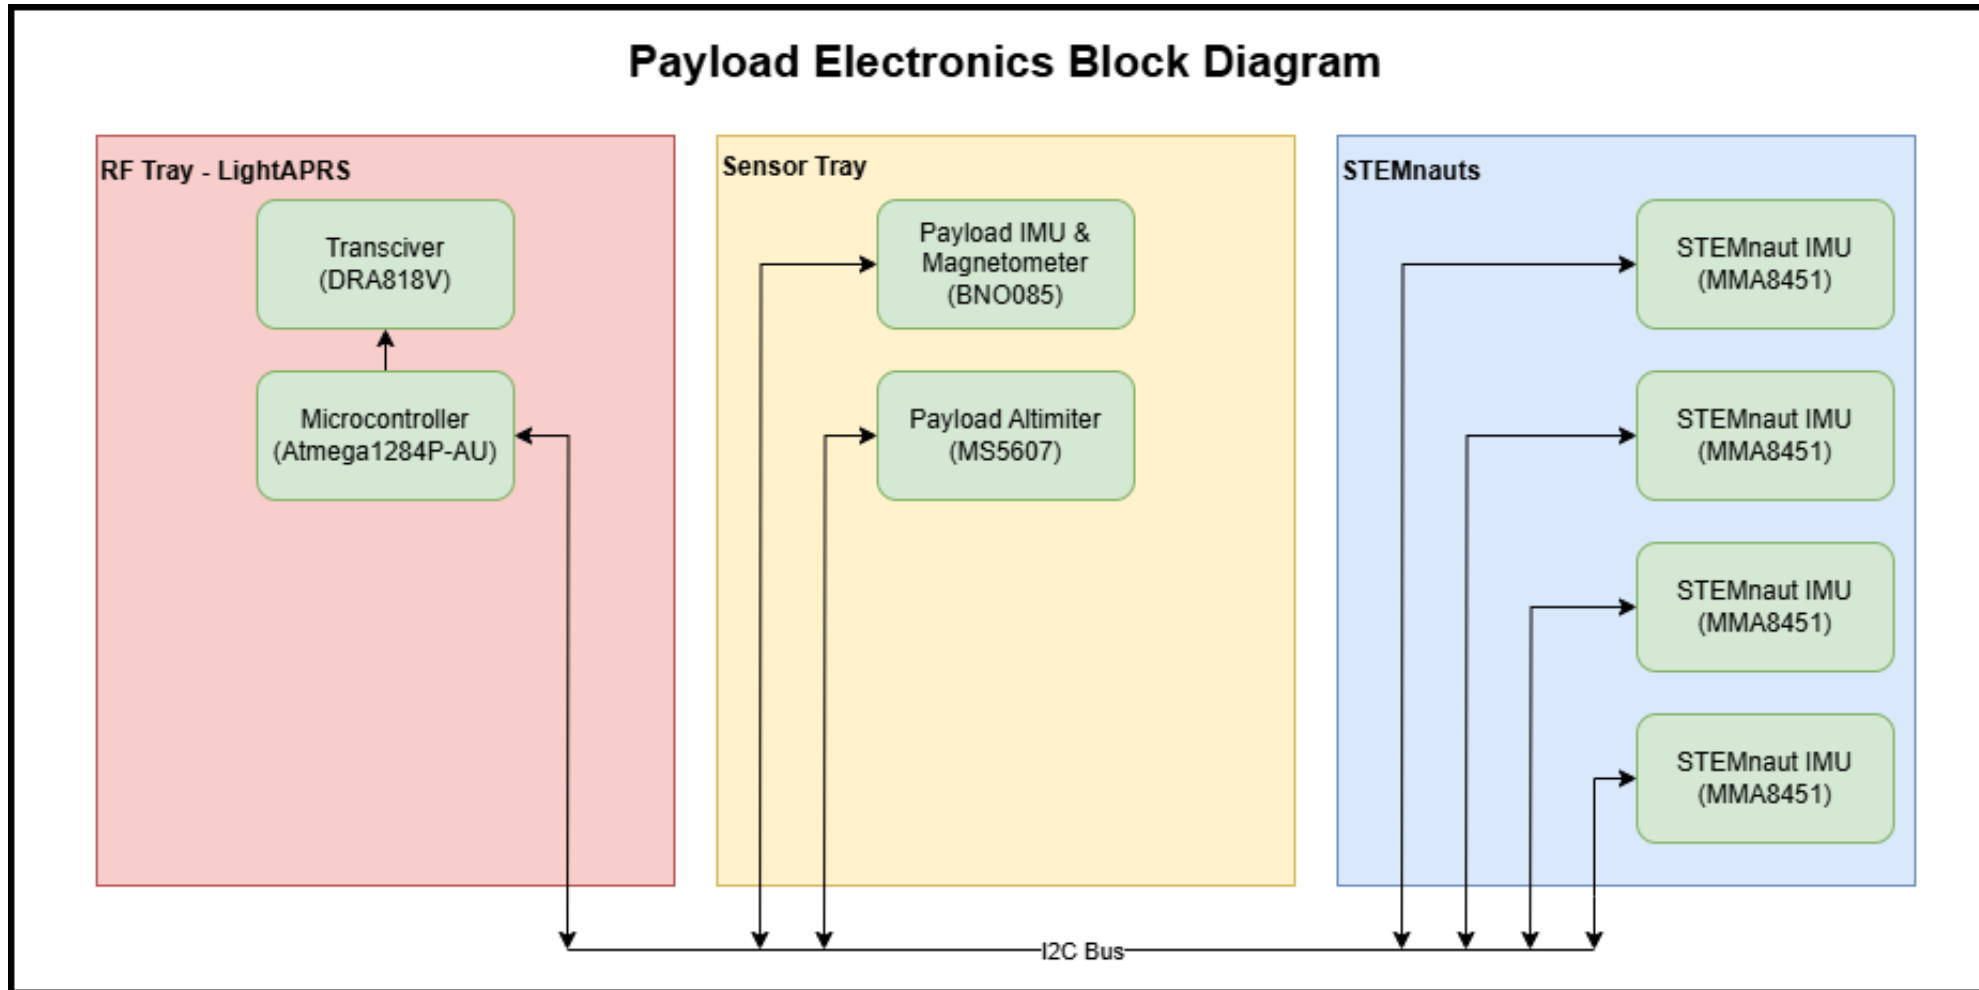 Payload Electronics Block Diagram
RF Tray - LightAPRS
Transciver
(DRA818V)
Microcontroller
(Atmega1284P-AU)
Sensor Tray
Payload IMU &
Magnetometer
(BNO085)
Payload Altimiter
(MS5607)
STEMnauts
STEMnaut IMU
(MMA8451)
STEMnaut IMU
(MMA8451)
STEMnaut IMU
(MMA8451)
STEMnaut IMU
(MMA8451)
I2C Bus